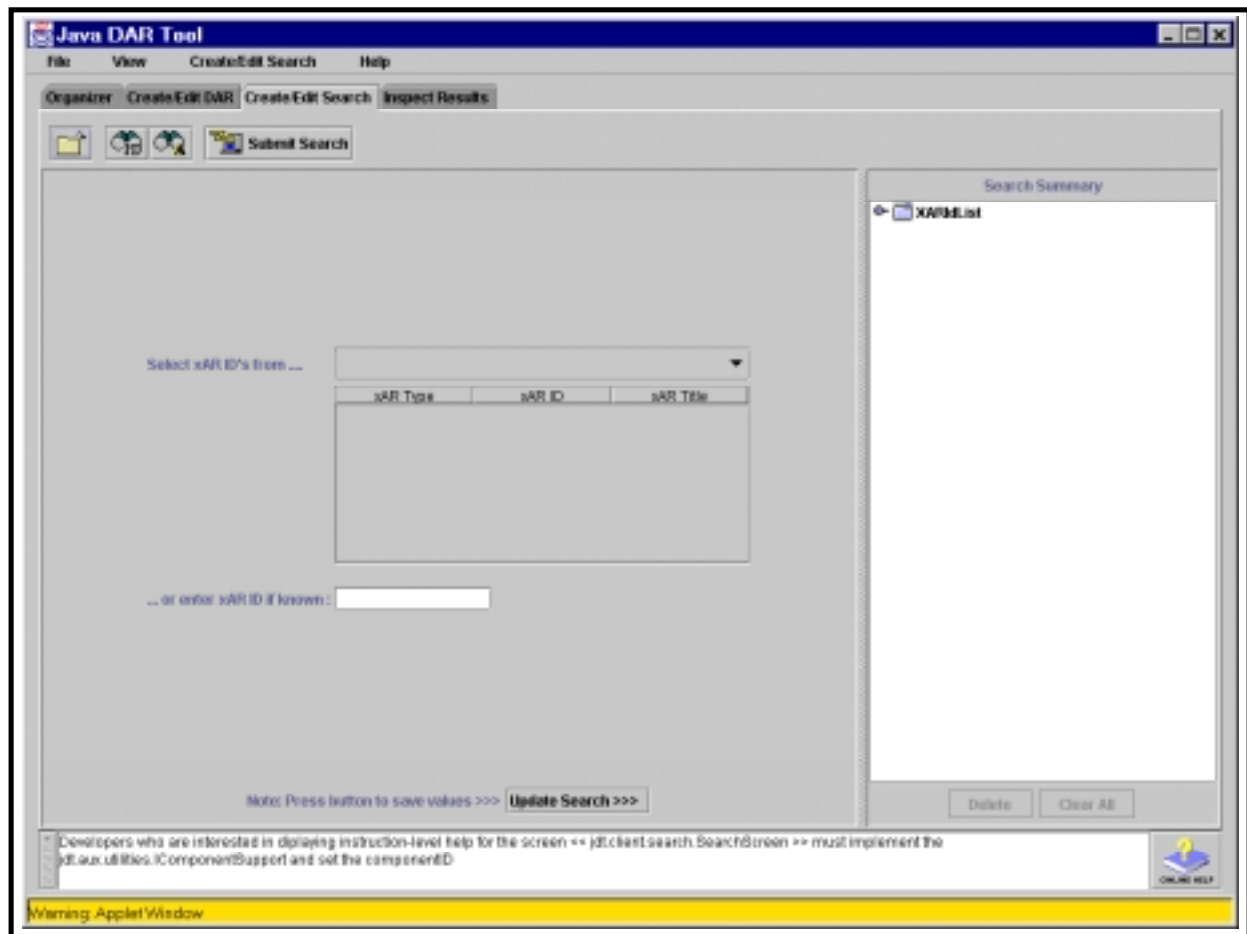 Java DAR Tool
File View Create/Edit Search Help
Organizer Create/Edit DAR Create/Edit Search Inspect Results
Submit Search
Search Summary
XARIdList
Select xAR ID's from ....
xAR Type xAR ID xAR Title
... or enter xAR ID if known :
Note: Press button to save values >>> Update Search >>>
Delete Clear All
Developers who are interested in diplaying instruction-level help for the screen << jdt.client.search.SearchScreen >> must implement the
jdt.aux.utilities.IComponentSupport and set the componentID
ONLINE HELP
Warning: Applet Window